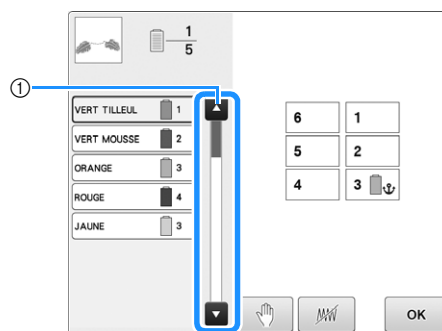 1
5
①
VERT TILLEUL 1
VERT MOUSSE 2
ORANGE 3
ROUGE 4
JAUNE 3
6 1
5 2
4 3
OK